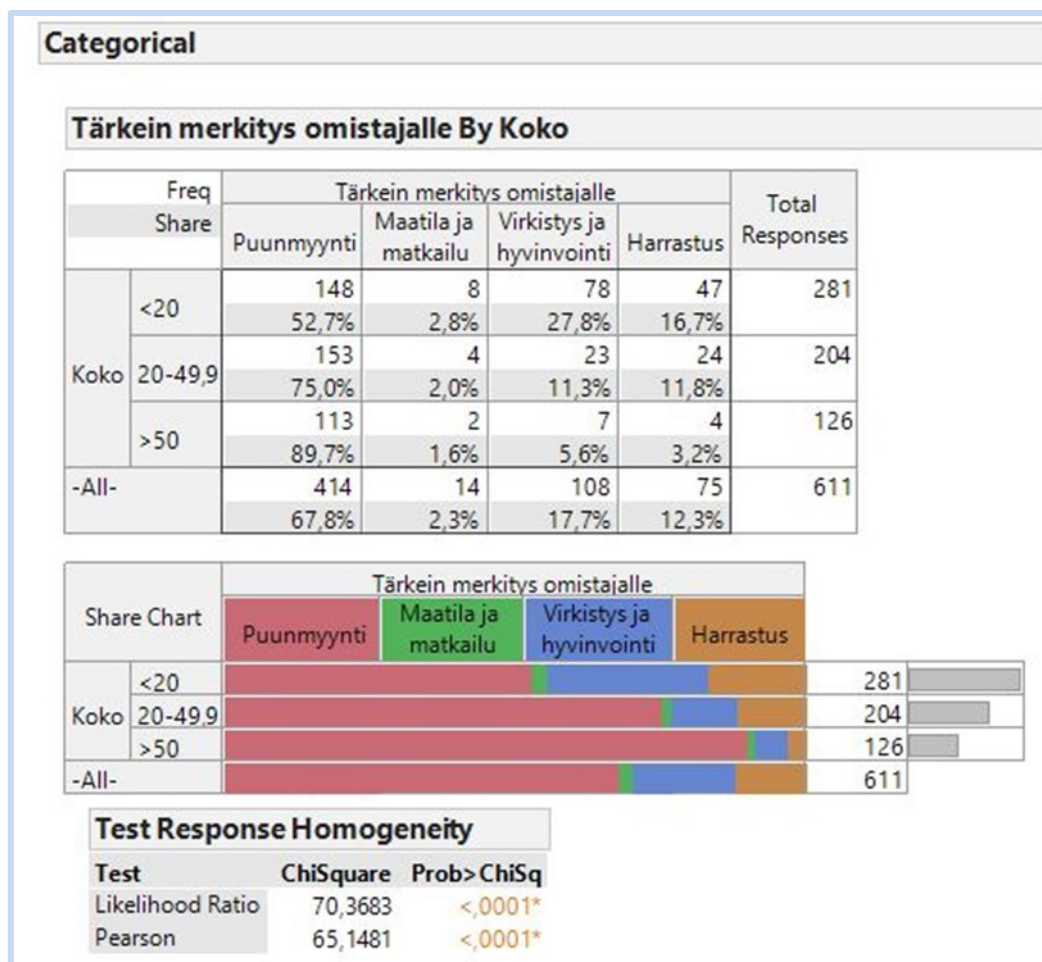 Categorical
Tärkein merkitys omistajalle By Koko
Freq Tärkein merkitys omistajalle Total
Share Responses
Puunmyynti Maatila ja Virkistys ja Harrastus
matkailu hyvinvointi
Koko <20 148 8 78 47 281
52,7% 2,8% 27,8% 16,7%
20-49,9 153 4 23 24 204
75,0% 2,0% 11,3% 11,8%
>50 113 2 7 4 126
89,7% 1,6% 5,6% 3,2%
-All- 414 14 108 75 611
67,8% 2,3% 17,7% 12,3%
Share Chart Tärkein merkitys omistajalle
Puunmyynti Maatila ja Virkistys ja Harrastus
matkailu hyvinvointi
Koko <20 281
20-49,9 204
>50 126
-All- 611
Test Response Homogeneity
Test ChiSquare Prob>ChiSq
Likelihood Ratio 70,3683 <,0001*
Pearson 65,1481 <,0001*